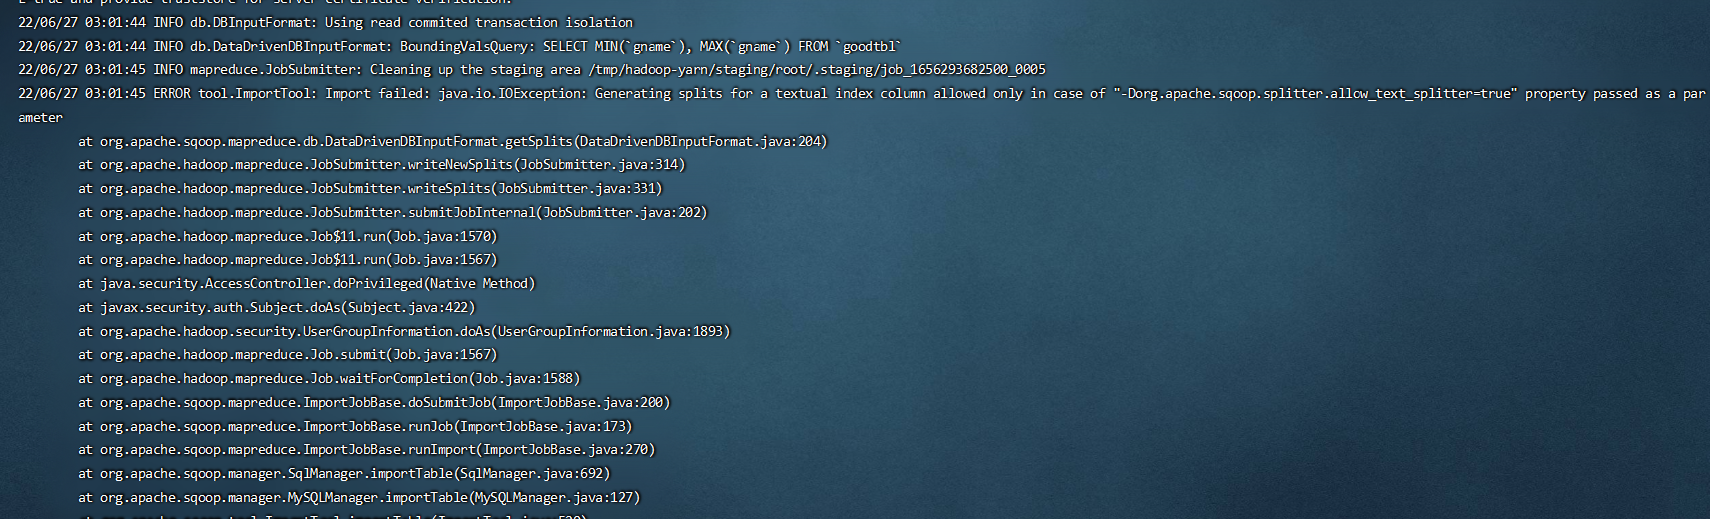 E true and provide truststore for server certificate verification.
22/06/27 03:01:44 INFO db.DBInputFormat: Using read commited transaction isolation
22/06/27 03:01:44 INFO db.DataDrivenDBInputFormat: BoundingValsQuery: SELECT MIN(`gname`), MAX(`gname`) FROM `goodtbl`
22/06/27 03:01:45 INFO mapreduce.JobSubmitter: Cleaning up the staging area /tmp/hadoop-yarn/staging/root/.staging/job_1656293682500_0005
22/06/27 03:01:45 ERROR tool.ImportTool: Import failed: java.io.IOException: Generating splits for a textual index column allowed only in case of "-Dorg.apache.sqoop.splitter.allow_text_splitter=true" property passed as a par
ameter
at org.apache.sqoop.mapreduce.db.DataDrivenDBInputFormat.getSplits(DataDrivenDBInputFormat.java:204)
at org.apache.hadoop.mapreduce.JobSubmitter.writeNewSplits(JobSubmitter.java:314)
at org.apache.hadoop.mapreduce.JobSubmitter.writeSplits(JobSubmitter.java:331)
at org.apache.hadoop.mapreduce.JobSubmitter.submitJobInternal(JobSubmitter.java:202)
at org.apache.hadoop.mapreduce.Job$11.run(Job.java:1570)
at org.apache.hadoop.mapreduce.Job$11.run(Job.java:1567)
at java.security.AccessController.doPrivileged(Native Method)
at javax.security.auth.Subject.doAs(Subject.java:422)
at org.apache.hadoop.security.UserGroupInformation.doAs(UserGroupInformation.java:1893)
at org.apache.hadoop.mapreduce.Job.submit(Job.java:1567)
at org.apache.hadoop.mapreduce.Job.waitForCompletion(Job.java:1588)
at org.apache.sqoop.mapreduce.ImportJobBase.doSubmitJob(ImportJobBase.java:200)
at org.apache.sqoop.mapreduce.ImportJobBase.runJob(ImportJobBase.java:173)
at org.apache.sqoop.mapreduce.ImportJobBase.runImport(ImportJobBase.java:270)
at org.apache.sqoop.manager.SqlManager.importTable(SqlManager.java:692)
at org.apache.sqoop.manager.MySQLManager.importTable(MySQLManager.java:127)